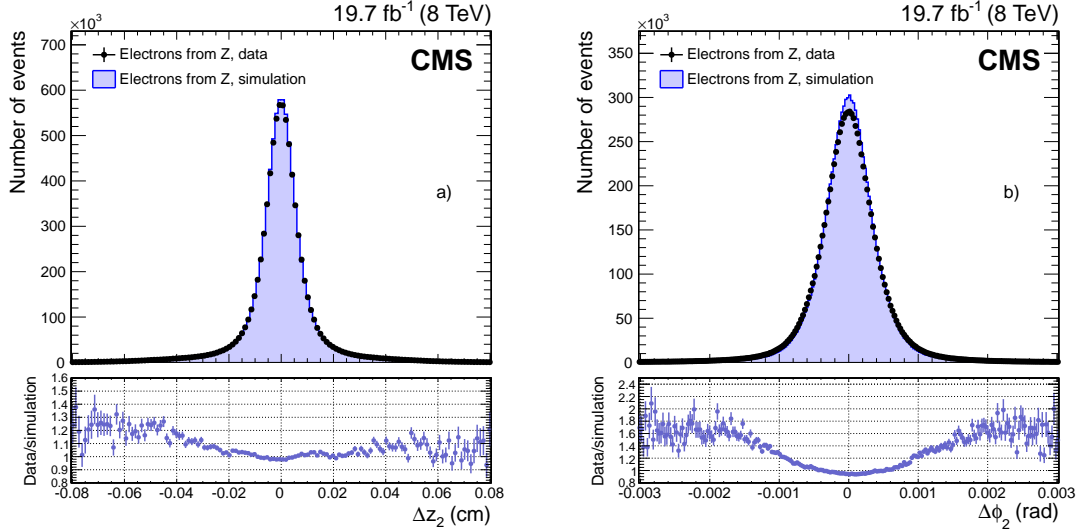 19.7 fb-1 (8 TeV)
×10³
Number of events
700
600
500
400
300
200
100
0
Electrons from Z, data
Electrons from Z, simulation
CMS
a)
Data/simulation
1.6
1.5
1.4
1.3
1.2
1.1
1
0.9
0.8
-0.08 -0.06 -0.04 -0.02 0 0.02 0.04 0.06 0.08
Δz₂ (cm)
19.7 fb-1 (8 TeV)
×10³
Number of events
350
300
250
200
150
100
50
0
Electrons from Z, data
Electrons from Z, simulation
CMS
b)
Data/simulation
2.4
2.2
2
1.8
1.6
1.4
1.2
1
0.8
-0.003 -0.002 -0.001 0 0.001 0.002 0.003
Δϕ₂ (rad)